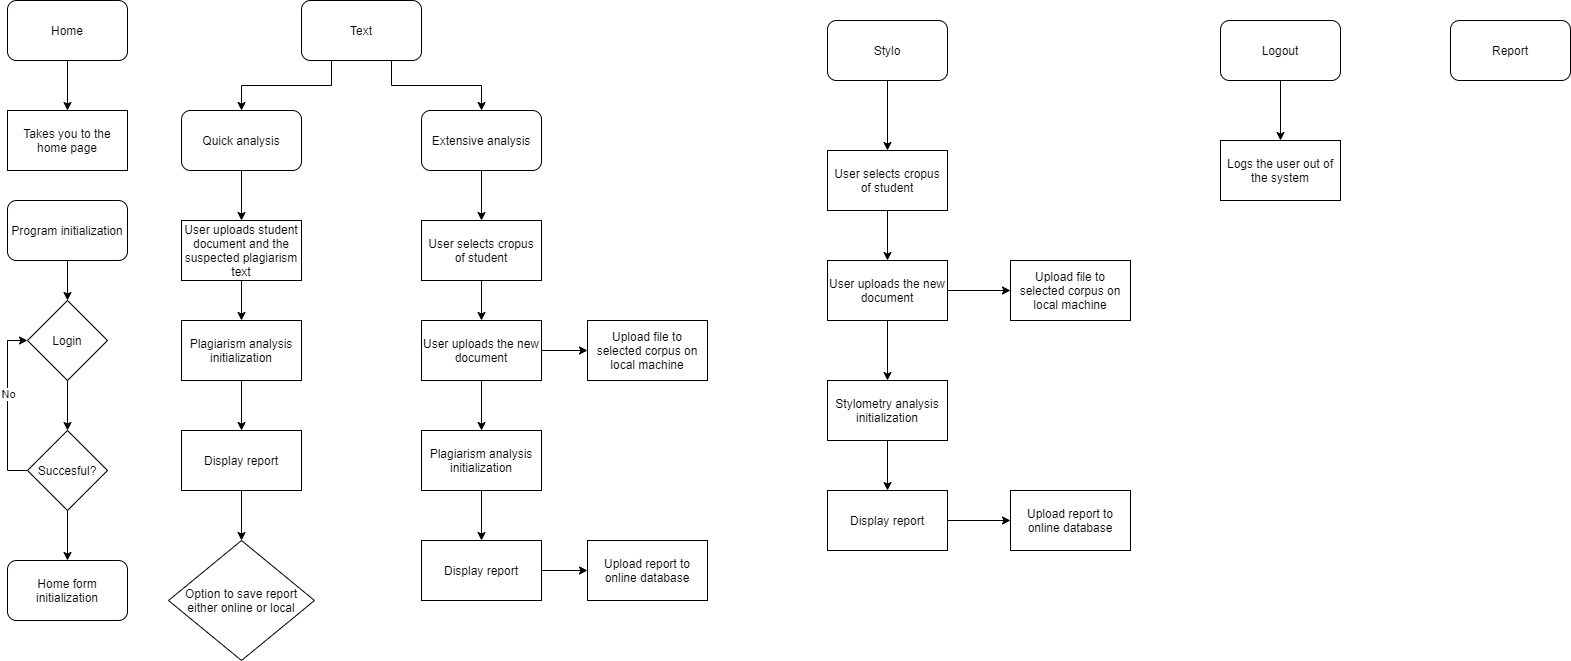 Home
Takes you to the
home page
Program initialization
Login
No
Succesful?
Home form
initialization
Text
Quick analysis
User uploads student
document and the
suspected plagiarism
text
Plagiarism analysis
initialization
Display report
Option to save report
either online or local
Extensive analysis
User selects cropus
of student
User uploads the new
document
Upload file to
selected corpus on
local machine
Plagiarism analysis
initialization
Display report
Upload report to
online database
Stylo
User selects cropus
of student
User uploads the new
document
Upload file to
selected corpus on
local machine
Stylometry analysis
initialization
Display report
Upload report to
online database
Logout
Logs the user out of
the system
Report